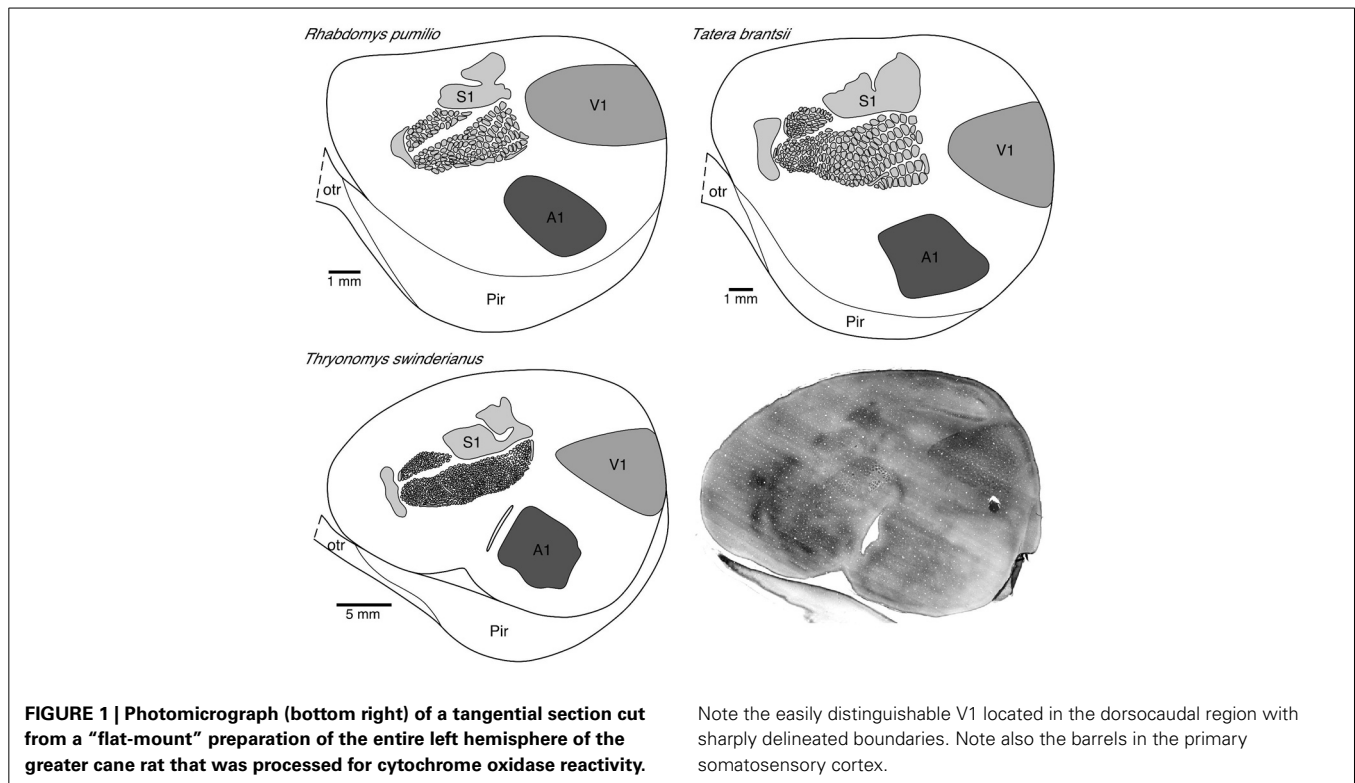 Rhabdomys pumilio
S1
V1
otr
A1
1 mm
Pir
Tatera brantsii
S1
V1
otr
A1
1 mm
Pir
Thryonomys swinderianus
S1
V1
otr
A1
5 mm
Pir
FIGURE 1 | Photomicrograph (bottom right) of a tangential section cut
from a “flat-mount” preparation of the entire left hemisphere of the
greater cane rat that was processed for cytochrome oxidase reactivity.
Note the easily distinguishable V1 located in the dorsocaudal region with
sharply delineated boundaries. Note also the barrels in the primary
somatosensory cortex.